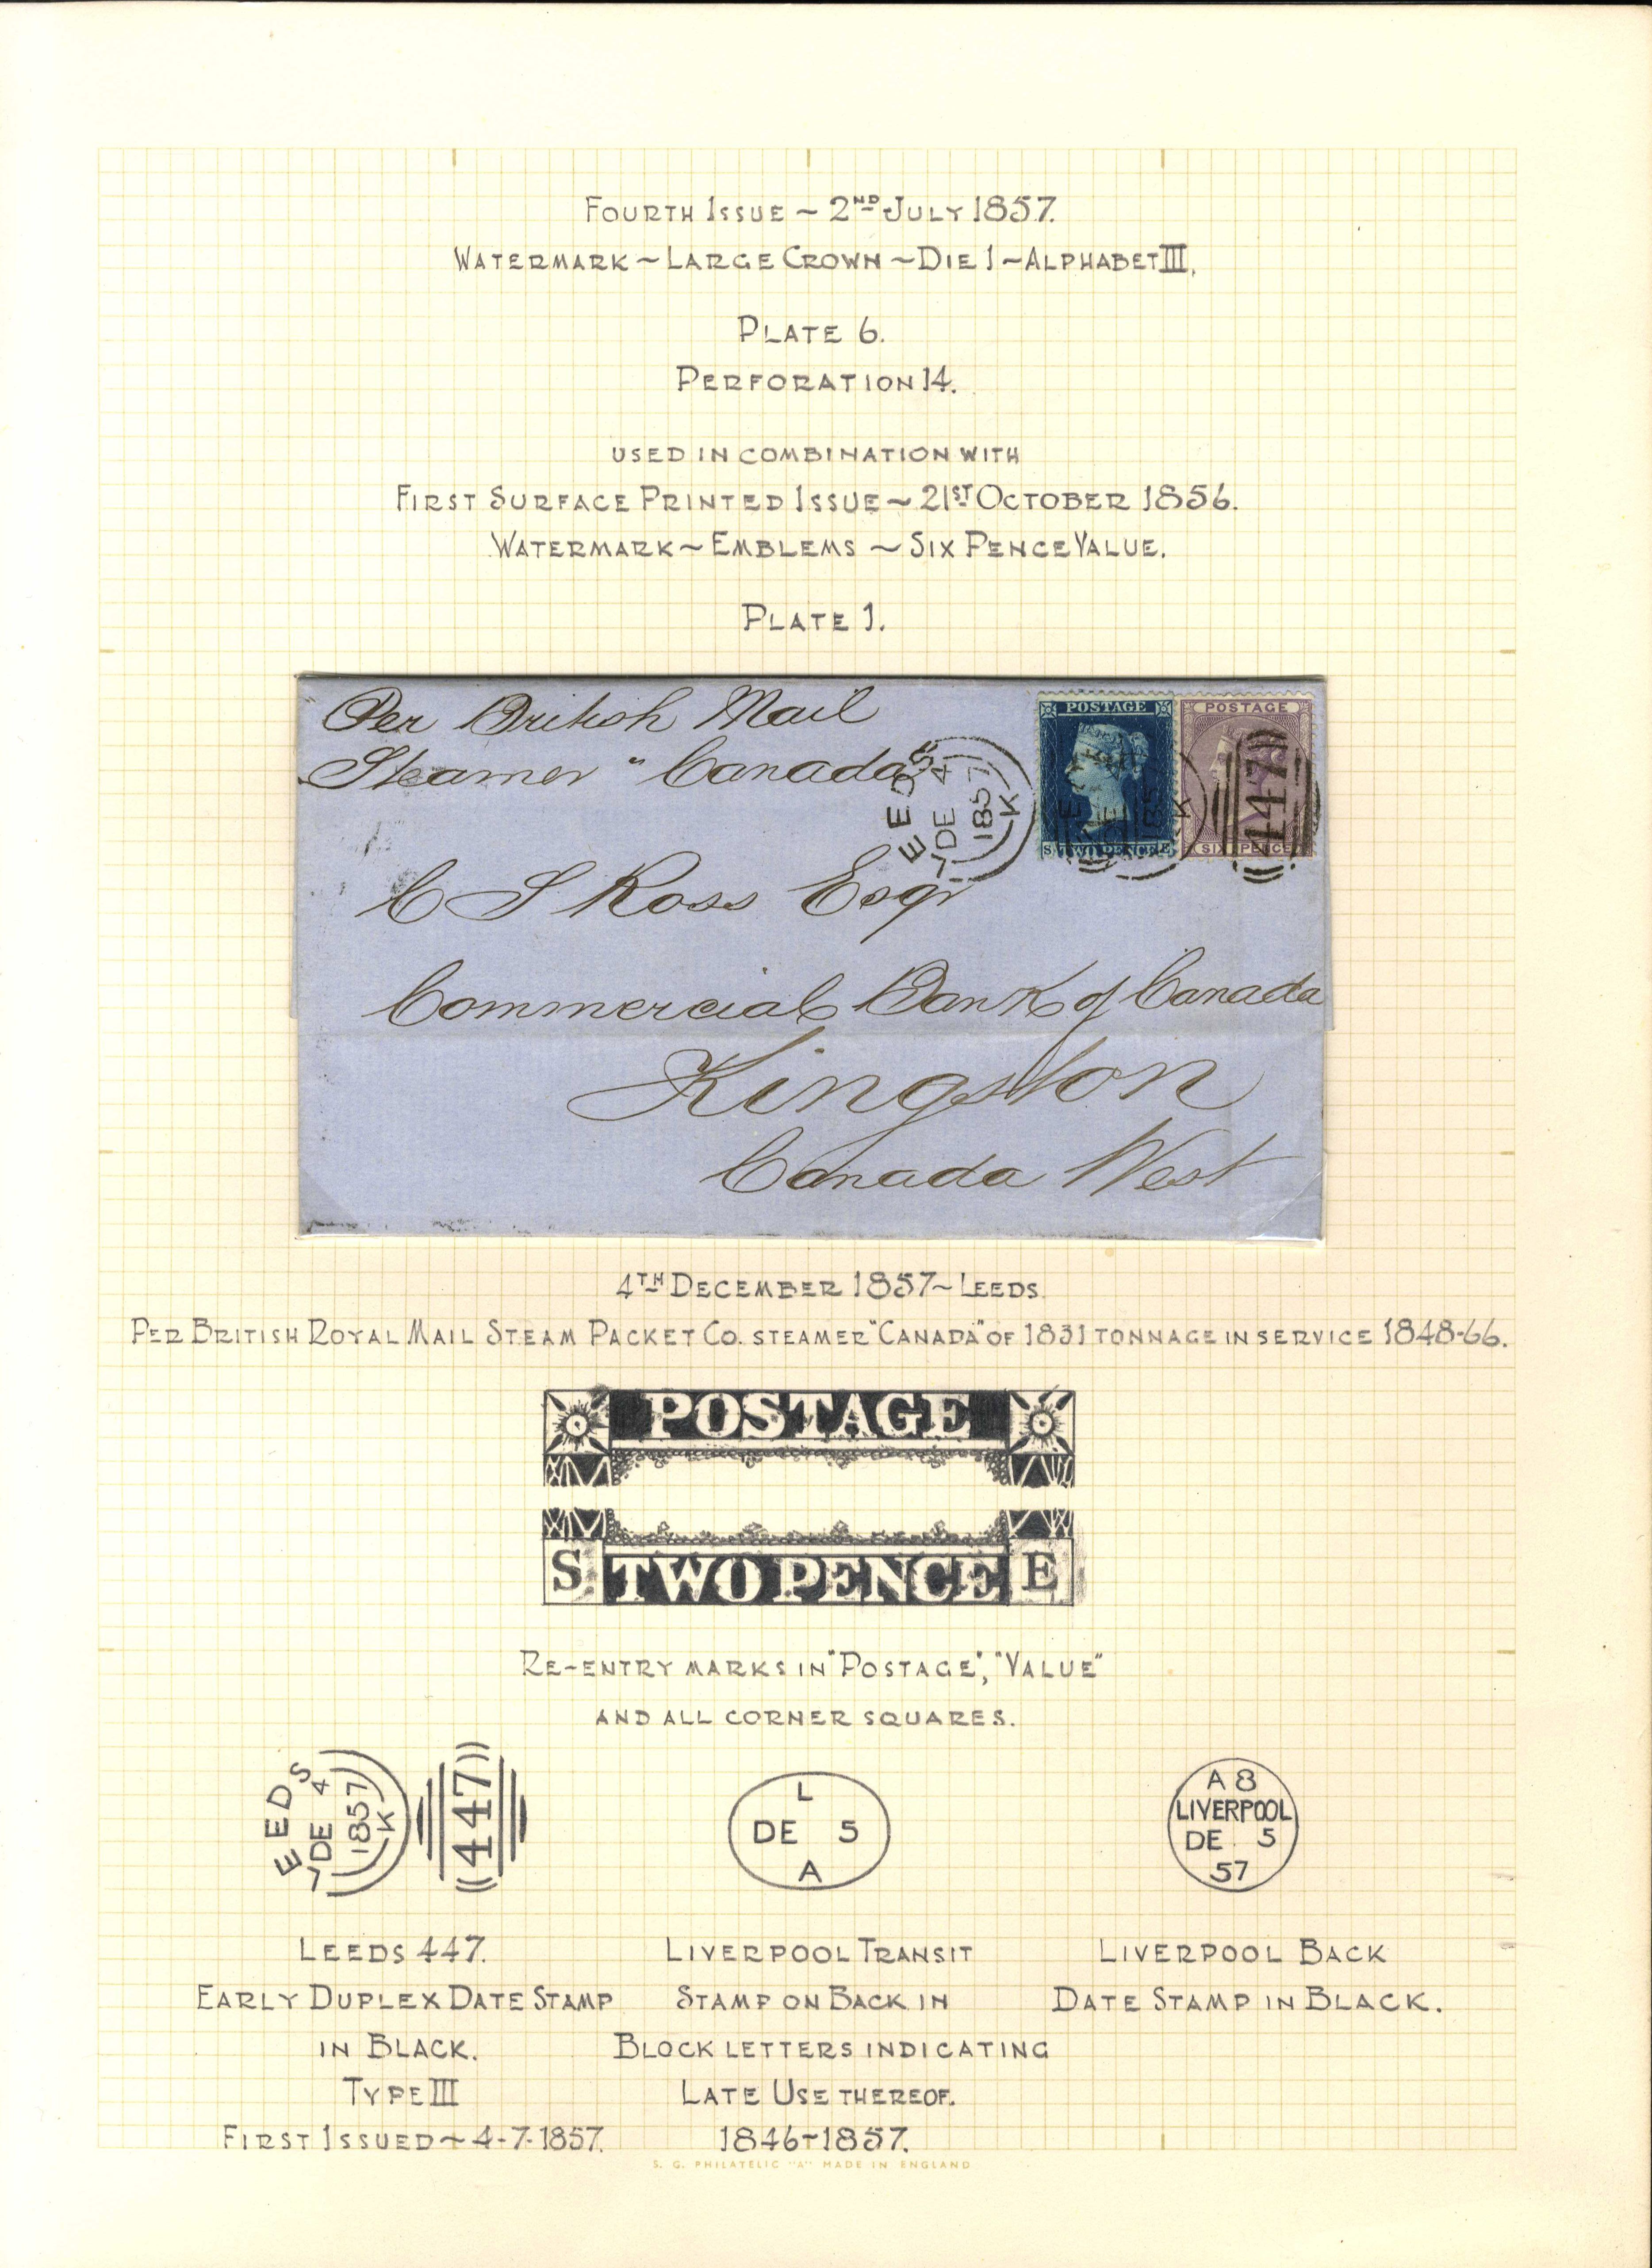 FOURTH ISSUE ~ 2ND JULY 1857.
WATERMARK ~ LARGE CROWN ~ DIE 1 ~ ALPHABET III.
PLATE 6.
PERFORATION 14.
USED IN COMBINATION WITH
FIRST SURFACE PRINTED ISSUE ~ 21ST OCTOBER 1856.
WATERMARK ~ EMBLEMS ~ SIX PENCE VALUE.
PLATE 1.
Per British Mail
Steamer "Canada"
POSTAGE
S TWO PENCE E
POSTAGE
SIX PENCE
LEEDS
DE 4
1857
K
447
C S Ross Esqr
Commercial Bank of Canada
Kingston
Canada West
4TH DECEMBER 1857 ~ LEEDS.
PER BRITISH ROYAL MAIL STEAM PACKET CO. STEAMER "CANADA" OF 1831 TONNAGE IN SERVICE 1848-66.
POSTAGE
S TWO PENCE E
RE-ENTRY MARKS IN "POSTAGE", "VALUE"
AND ALL CORNER SQUARES.
LEEDS
DE 4
1857
K
447
L
DE 5
A
A 8
LIVERPOOL
DE 5
57
LEEDS 447.
EARLY DUPLEX DATE STAMP
IN BLACK.
TYPE III
FIRST ISSUED ~ 4-7-1857.
LIVERPOOL TRANSIT
STAMP ON BACK IN
BLOCK LETTERS INDICATING
LATE USE THEREOF.
1846-1857.
LIVERPOOL BACK
DATE STAMP IN BLACK.
S. G. PHILATELIC "A" MADE IN ENGLAND